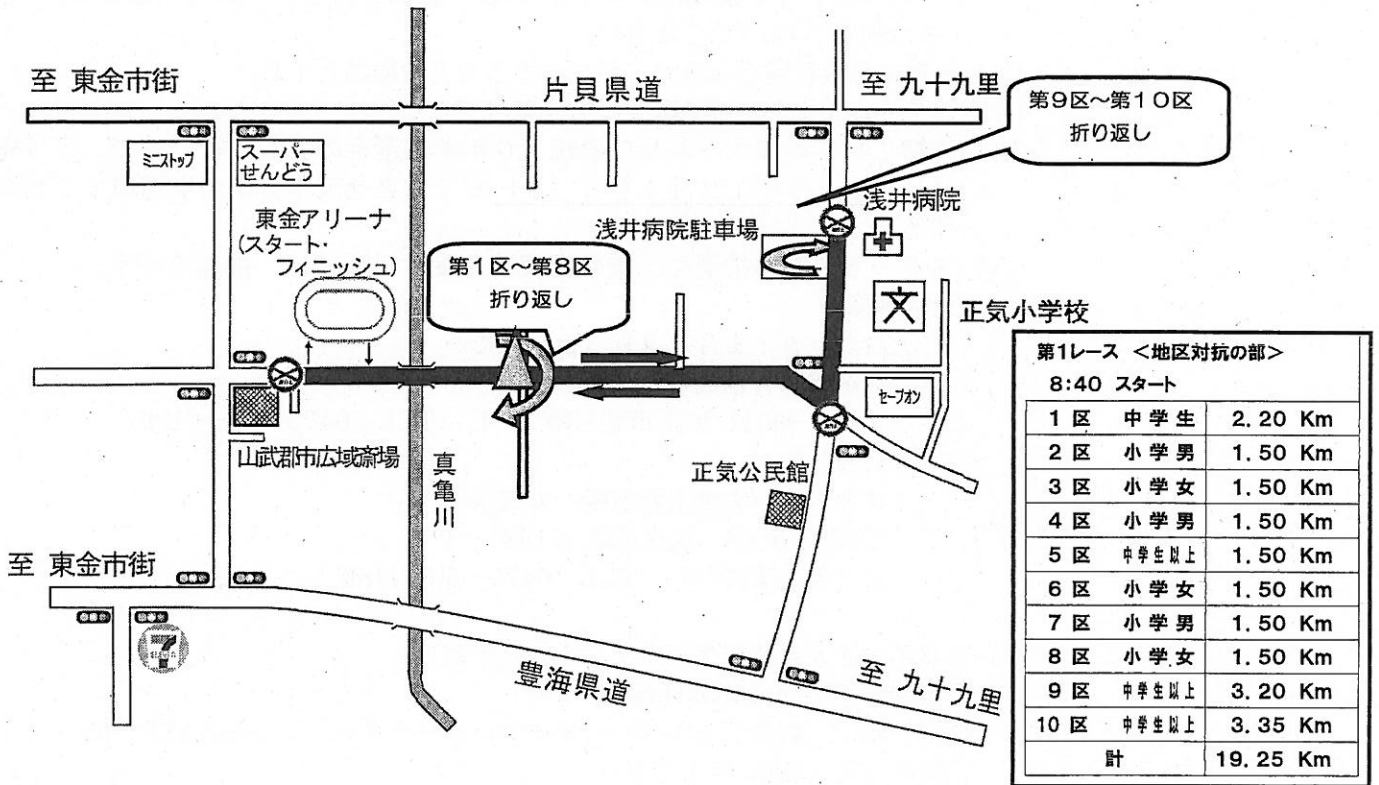 至 東金市街
片貝県道
至 九十九里
第9区～第10区
折り返し
ミニストップ
スーパー
せんどう
東金アリーナ
(スタート・
フィニッシュ)
浅井病院駐車場
浅井病院
第1区～第8区
折り返し
文
正気小学校
セーブオン
山武郡市広域斎場
真亀川
正気公民館
至 東金市街
7
豊海県道
至 九十九里
第1レース <地区対抗の部>
8:40 スタート
1 区 中学生 2.20 Km
2 区 小学男 1.50 Km
3 区 小学女 1.50 Km
4 区 小学男 1.50 Km
5 区 中学生以上 1.50 Km
6 区 小学女 1.50 Km
7 区 小学男 1.50 Km
8 区 小学女 1.50 Km
9 区 中学生以上 3.20 Km
10 区 中学生以上 3.35 Km
計 19.25 Km